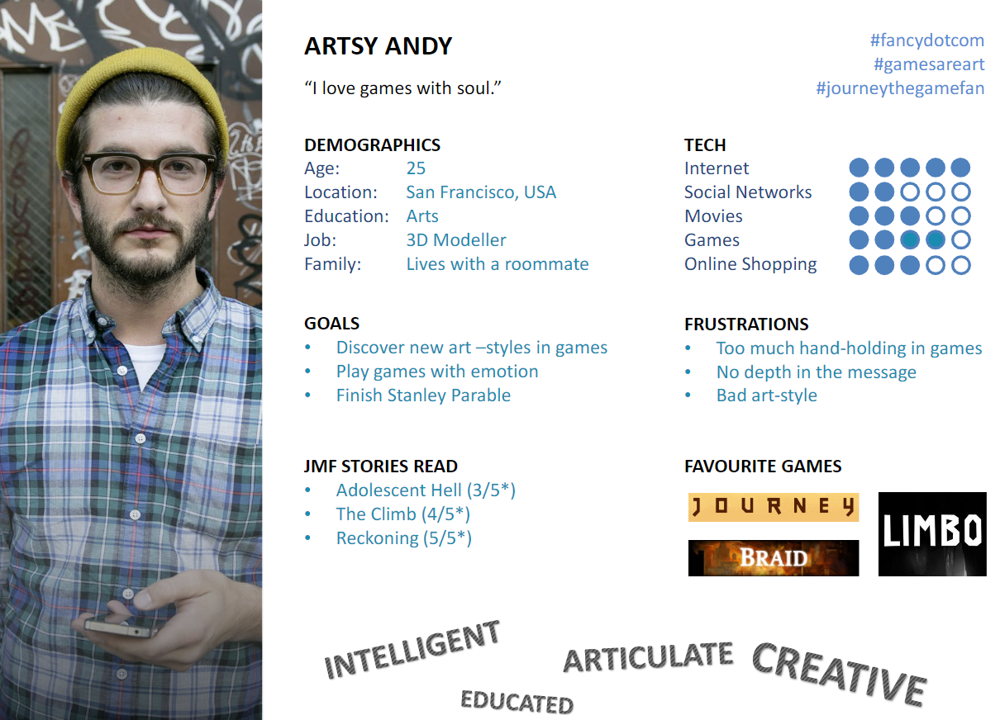 ARTSY ANDY
“I love games with soul.”
#fancydotcom
#gamesareart
#journeythegamefan
DEMOGRAPHICS
Age: 25
Location: San Francisco, USA
Education: Arts
Job: 3D Modeller
Family: Lives with a roommate
TECH
Internet
Social Networks
Movies
Games
Online Shopping
GOALS
• Discover new art –styles in games
• Play games with emotion
• Finish Stanley Parable
FRUSTRATIONS
• Too much hand-holding in games
• No depth in the message
• Bad art-style
JMF STORIES READ
• Adolescent Hell (3/5*)
• The Climb (4/5*)
• Reckoning (5/5*)
FAVOURITE GAMES
JOURNEY
LIMBO
BRAID
INTELLIGENT
ARTICULATE
CREATIVE
EDUCATED